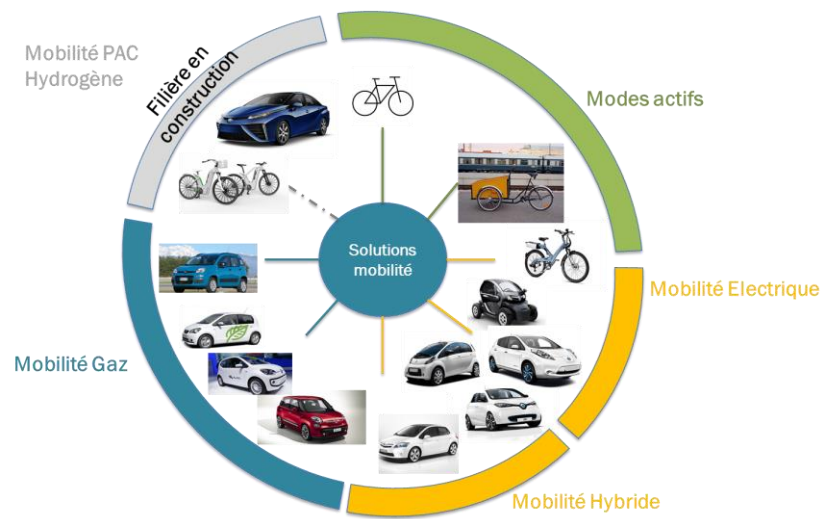 Mobilité PAC
Hydrogène
Filière en
construction
Modes actifs
Solutions
mobilité
Mobilité Electrique
Mobilité Gaz
Mobilité Hybride